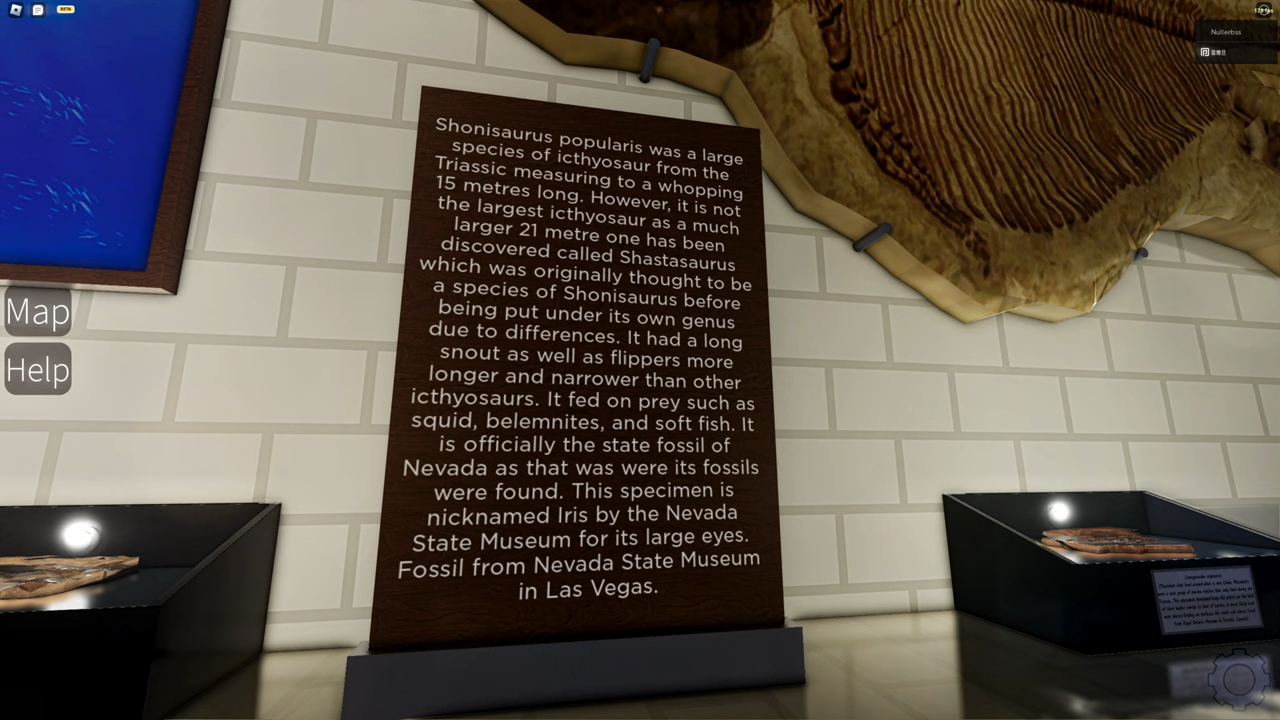 BETA
Nullerbss
Map
Help
Shonisaurus popularis was a large
species of icthyosaur from the
Triassic measuring to a whopping
15 metres long. However, it is not
the largest icthyosaur as a much
larger 21 metre one has been
discovered called Shastasaurus
which was originally thought to be
a species of Shonisaurus before
being put under its own genus
due to differences. It had a long
snout as well as flippers more
longer and narrower than other
icthyosaurs. It fed on prey such as
squid, belemnites, and soft fish. It
is officially the state fossil of
Nevada as that was were its fossils
were found. This specimen is
nicknamed Iris by the Nevada
State Museum for its large eyes.
Fossil from Nevada State Museum
in Las Vegas.